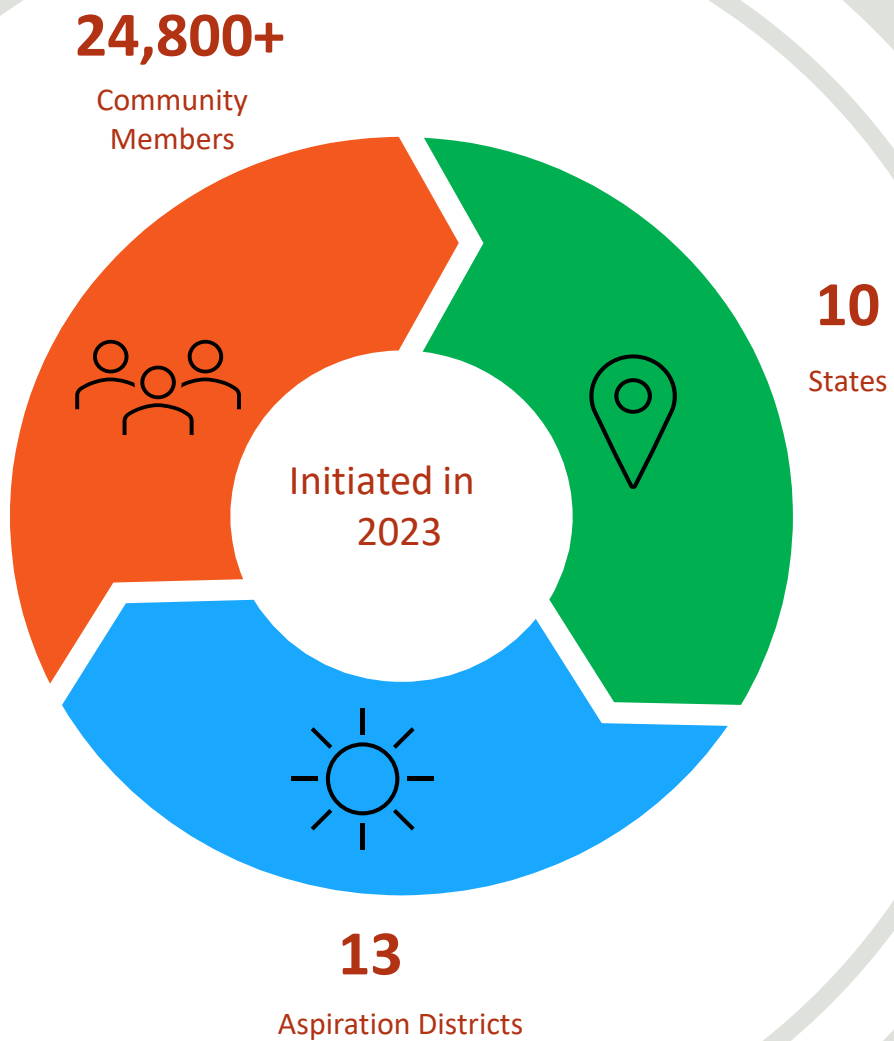 24,800+
Community
Members
10
States
Initiated in
2023
13
Aspiration Districts